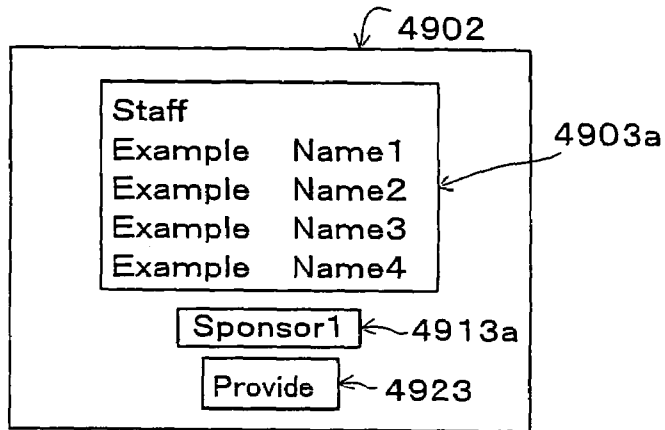 4902
Staff
Example Name1
Example Name2
Example Name3
Example Name4
4903a
Sponsor1
4913a
Provide
4923